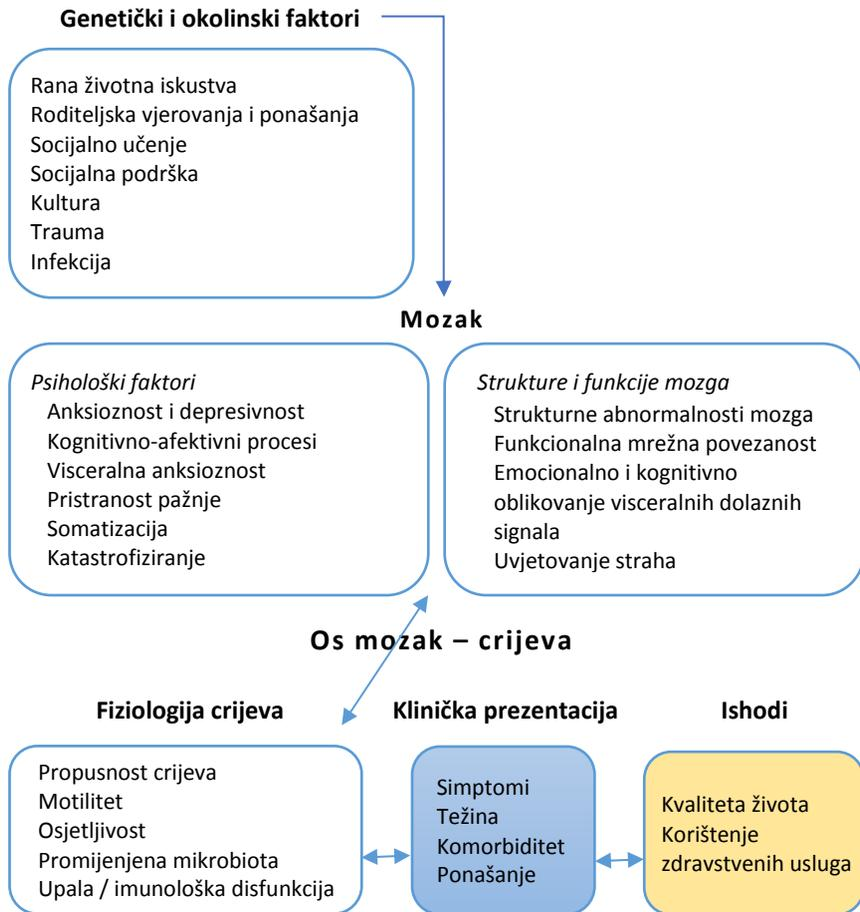 Genetički i okolinski faktori
Rana životna iskustva
Roditeljska vjerovanja i ponašanja
Socijalno učenje
Socijalna podrška
Kultura
Trauma
Infekcija
Mozak
Psihološki faktori
Anksioznost i depresivnost
Kognitivno-afektivni procesi
Visceralna anksioznost
Pristranost pažnje
Somatizacija
Katastrofiziranje
Strukture i funkcije mozga
Strukturne abnormalnosti mozga
Funkcionalna mrežna povezanost
Emocionalno i kognitivno
oblikovanje visceralnih dolaznih
signala
Uvjetovanje straha
Os mozak – crijeva
Fiziologija crijeva
Propusnost crijeva
Motilitet
Osjetljivost
Promijenjena mikrobiota
Upala / imunološka disfunkcija
Klinička prezentacija
Simptomi
Težina
Komorbiditet
Ponašanje
Ishodi
Kvaliteta života
Korištenje
zdravstvenih usluga